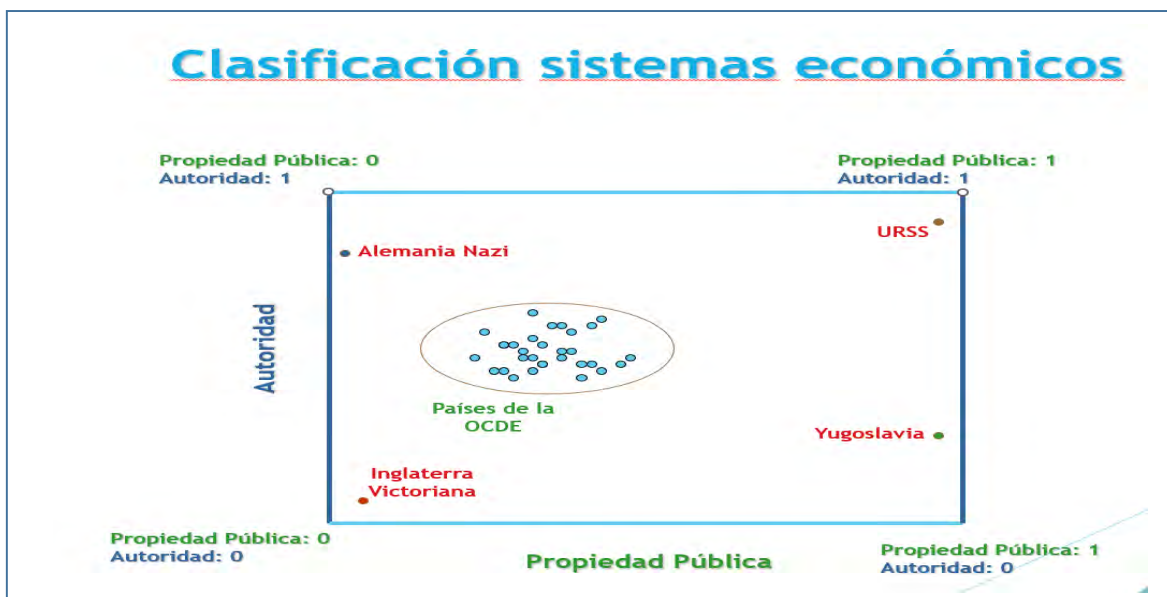 Clasificación sistemas económicos
Propiedad Pública: 0
Autoridad: 1
Propiedad Pública: 1
Autoridad: 1
URSS
Alemania Nazi
Autoridad
Países de la
OCDE
Yugoslavia
Inglaterra
Victoriana
Propiedad Pública: 0
Autoridad: 0
Propiedad Pública
Propiedad Pública: 1
Autoridad: 0